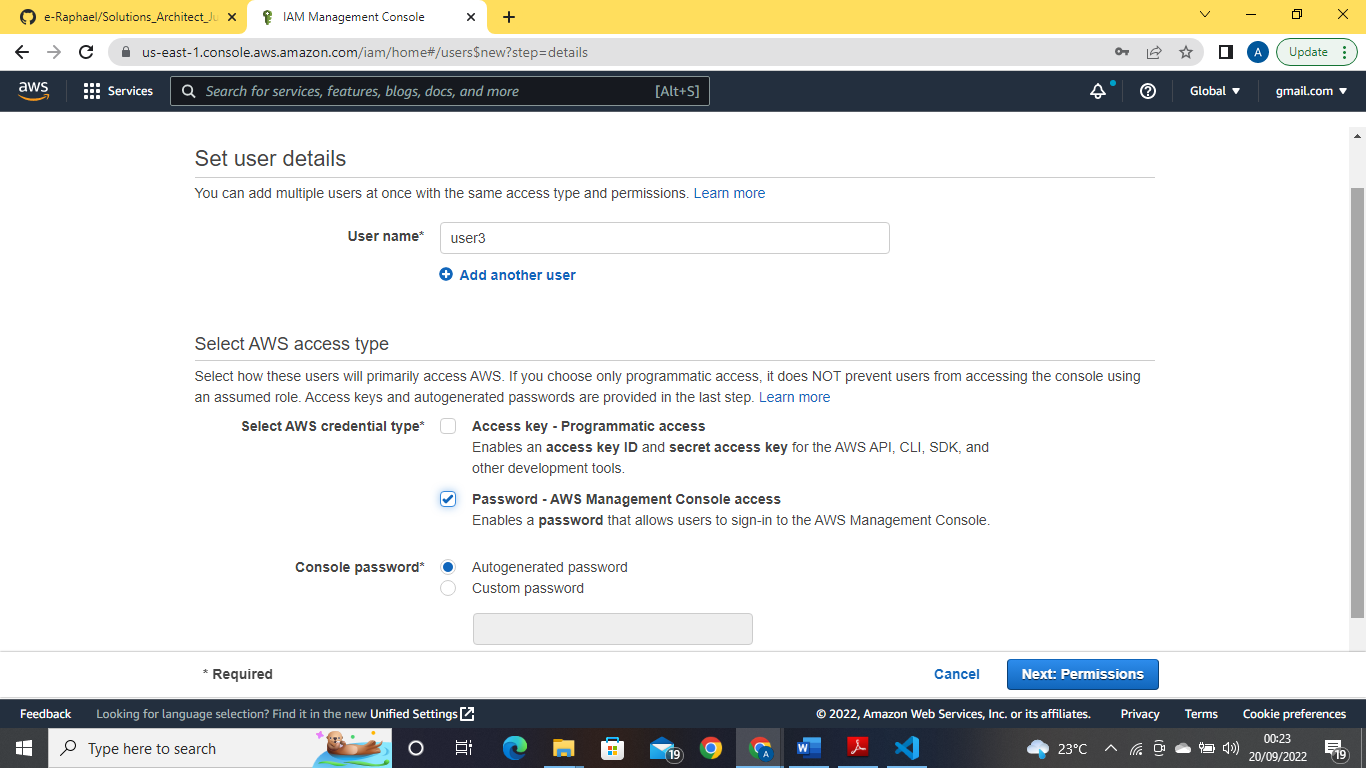 e-Raphael/Solutions_Architect_Ju
IAM Management Console
us-east-1.console.aws.amazon.com/iam/home#/users$new?step=details
A
Update
aws
Services
Search for services, features, blogs, docs, and more
[Alt+S]
Global
gmail.com
Set user details
You can add multiple users at once with the same access type and permissions. Learn more
User name*
user3
Add another user
Select AWS access type
Select how these users will primarily access AWS. If you choose only programmatic access, it does NOT prevent users from accessing the console using
an assumed role. Access keys and autogenerated passwords are provided in the last step. Learn more
Select AWS credential type*
Access key - Programmatic access
Enables an access key ID and secret access key for the AWS API, CLI, SDK, and
other development tools.
Password - AWS Management Console access
Enables a password that allows users to sign-in to the AWS Management Console.
Console password*
Autogenerated password
Custom password
* Required
Cancel
Next: Permissions
Feedback
Looking for language selection? Find it in the new Unified Settings
© 2022, Amazon Web Services, Inc. or its affiliates.
Privacy
Terms
Cookie preferences
Type here to search
19
A
23°C
00:23
20/09/2022
19